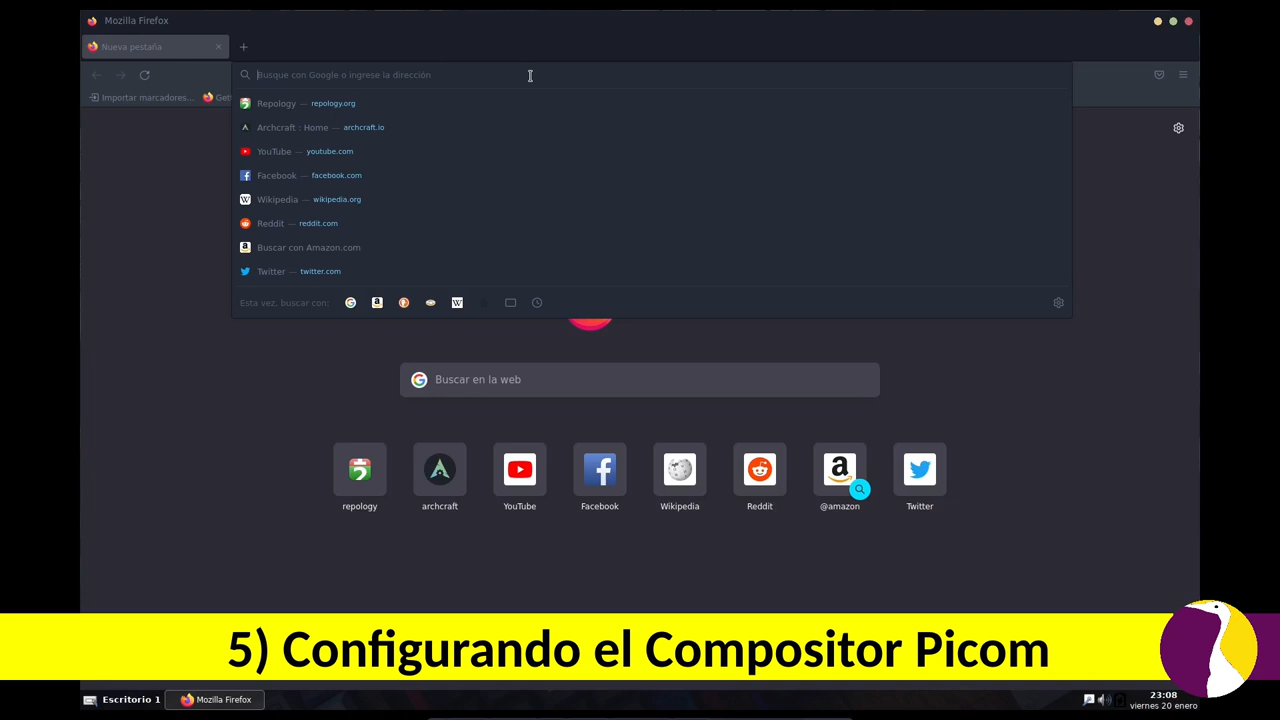 Mozilla Firefox
Nueva pestaña
Busque con Google o ingrese la dirección
Importar marcadores...
Gett
Repology — repology.org
Archcraft : Home — archcraft.io
YouTube — youtube.com
Facebook — facebook.com
Wikipedia — wikipedia.org
Reddit — reddit.com
Buscar con Amazon.com
Twitter — twitter.com
Esta vez, buscar con:
Buscar en la web
repology
archcraft
YouTube
Facebook
Wikipedia
Reddit
@amazon
Twitter
5) Configurando el Compositor Picom
Escritorio 1
Mozilla Firefox
23:08
viernes 20 enero